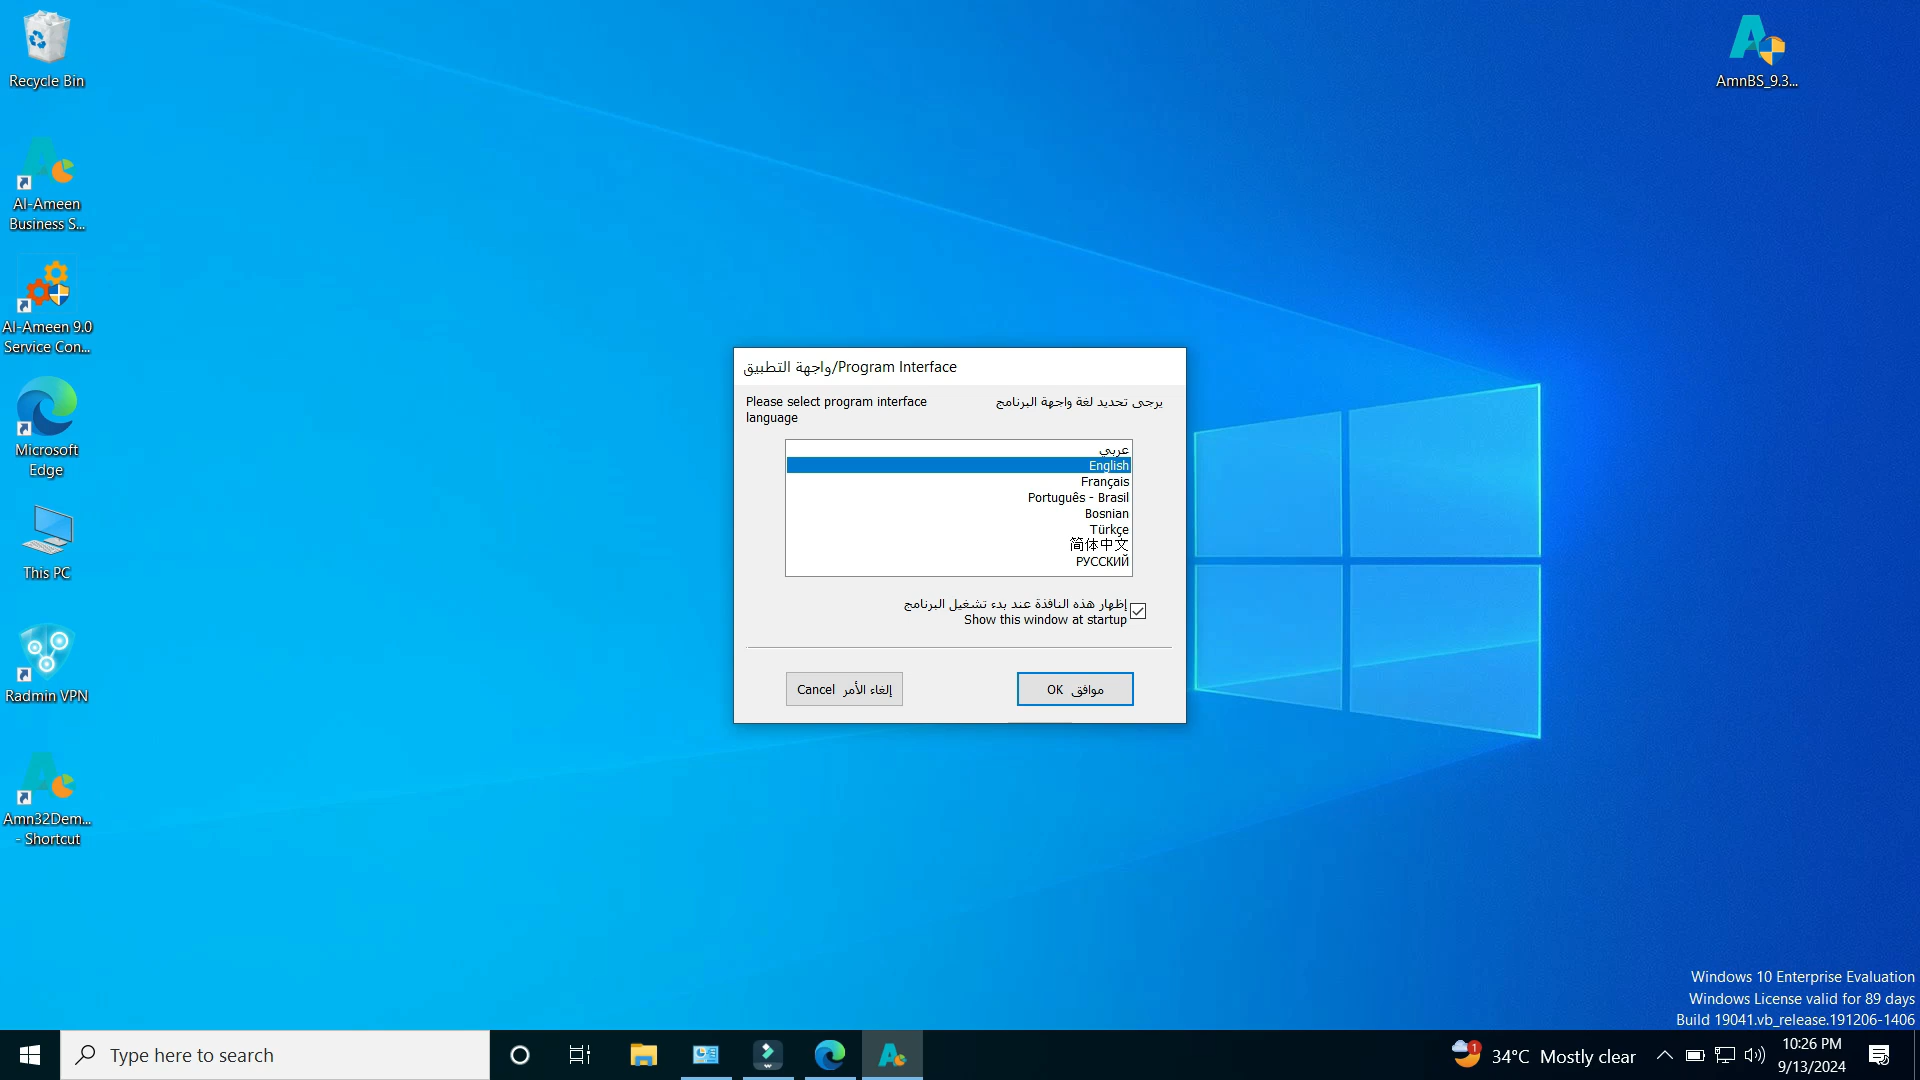 Recycle Bin
Al-Ameen
Business S...
Al-Ameen 9.0
Service Con...
Microsoft
Edge
This PC
Radmin VPN
Amn32Dem...
- Shortcut
AmnBS_9.3...
واجهة التطبيق/Program Interface
Please select program interface
language
يرجى تحديد لغة واجهة البرنامج
عربي
English
Français
Português - Brasil
Bosnian
Türkçe
简体中文
РУССКИЙ
إظهار هذه النافذة عند بدء تشغيل البرنامج
Show this window at startup
Cancel إلغاء الأمر
OK موافق
Windows 10 Enterprise Evaluation
Windows License valid for 89 days
Build 19041.vb_release.191206-1406
Type here to search
1
34°C Mostly clear
10:26 PM
9/13/2024